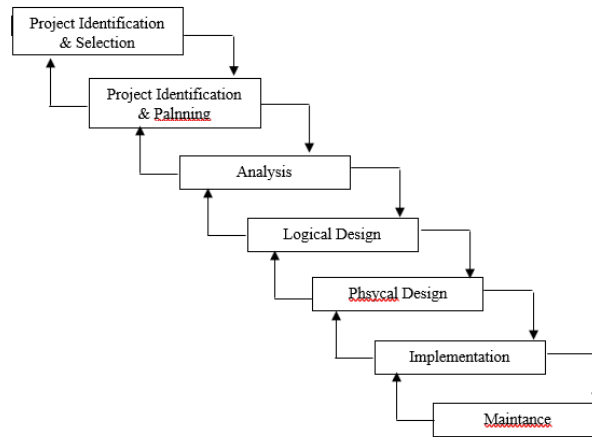 Project Identification
& Selection
Project Identification
& Palnning
Analysis
Logical Design
Phsycal Design
Implementation
Maintance